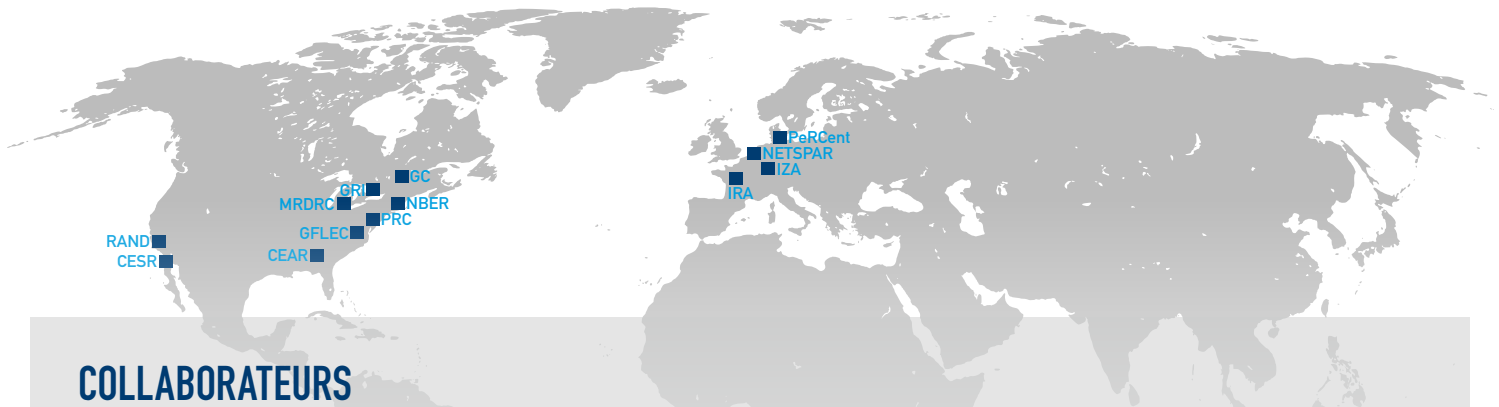 PeRCent
NETSPAR
IZA
IRA
GC
GRI
MRDRC
NBER
PRC
GFLEC
RAND
CEAR
CESR
COLLABORATEURS